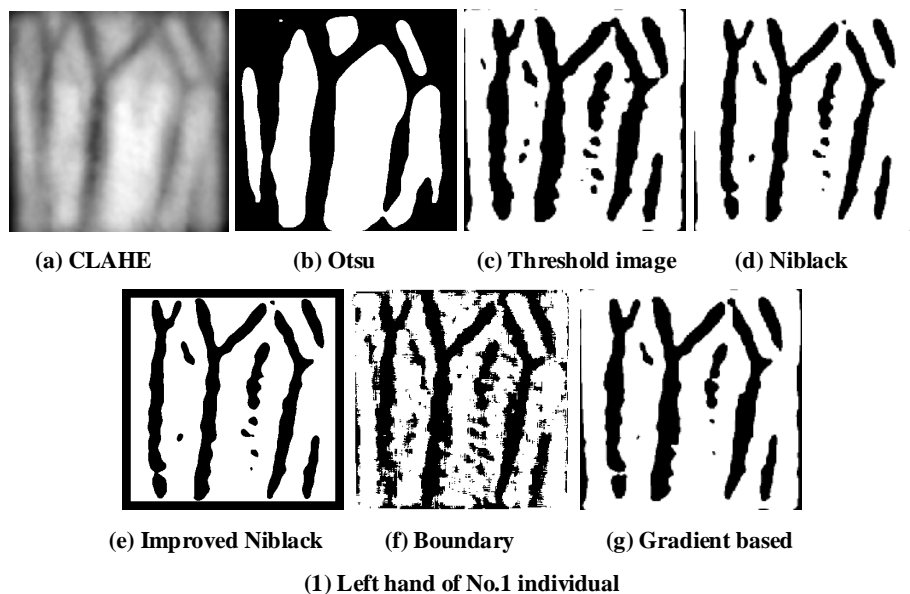 (a) CLAHE (b) Otsu (c) Threshold image (d) Niblack
(e) Improved Niblack (f) Boundary (g) Gradient based
(1) Left hand of No.1 individual